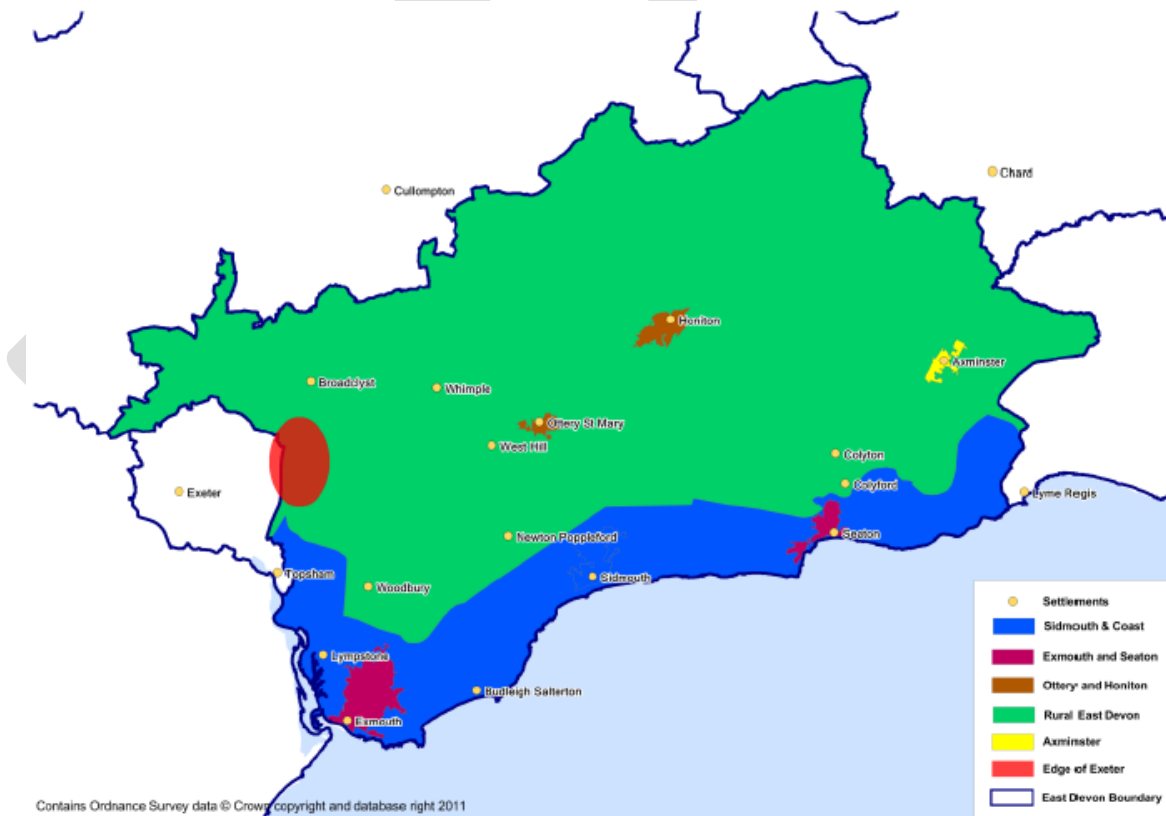 Chard
Cullompton
Honiton
Axminster
Broadclyst
Whimple
Ottery St Mary
West Hill
Colyton
Colyford
Exeter
Lyme Regis
Seaton
Newton Poppleford
Topsham
Sidmouth
Woodbury
Lympstone
Budleigh Salterton
Exmouth
Settlements
Sidmouth & Coast
Exmouth and Seaton
Ottery and Honiton
Rural East Devon
Axminster
Edge of Exeter
East Devon Boundary
Contains Ordnance Survey data © Crown copyright and database right 2011